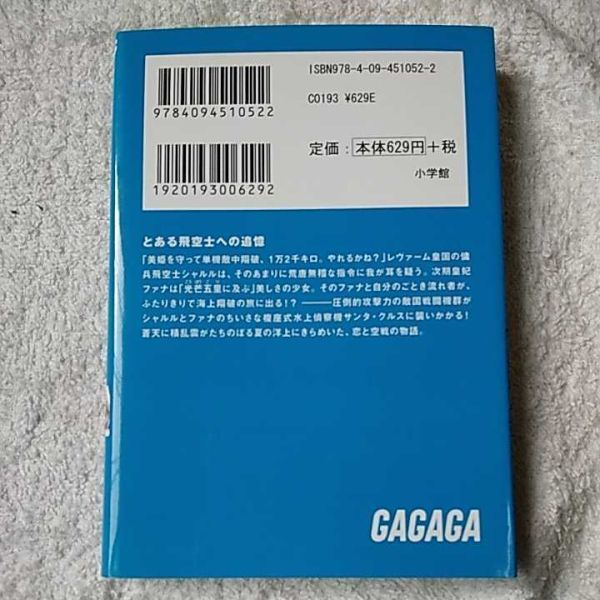 ISBN978-4-09-451052-2
C0193 ¥629E
9784094510522
定価：本体629円+税
1920193006292
小学館
とある飛空士への追憶
「美姫を守って単機敵中翔破、1万2千キロ。やれるかね？」レヴァーム皇国の傭
兵飛空士シャルルは、そのあまりに荒唐無稽な指令に我が耳を疑う。次期皇妃
ファナは「光芒五里に及ぶ」美しさの少女。そのファナと自分のごとき流れ者が、
ふたりきりで海上翔破の旅に出る！？ ―――圧倒的攻撃力の敵国戦闘機群が
シャルルとファナのちいさな複座式水上偵察機サンタ・クルスに襲いかかる！
蒼天に積乱雲がたちのぼる夏の洋上にきらめいた、恋と空戦の物語。
GAGAGA